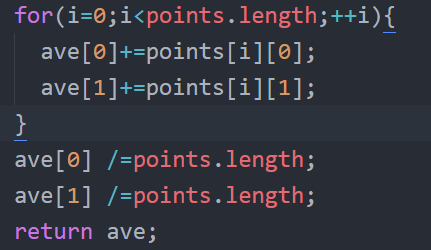 for(i=0;i<points.length;++i){
  ave[0]+=points[i][0];
  ave[1]+=points[i][1];
}
ave[0] /=points.length;
ave[1] /=points.length;
return ave;